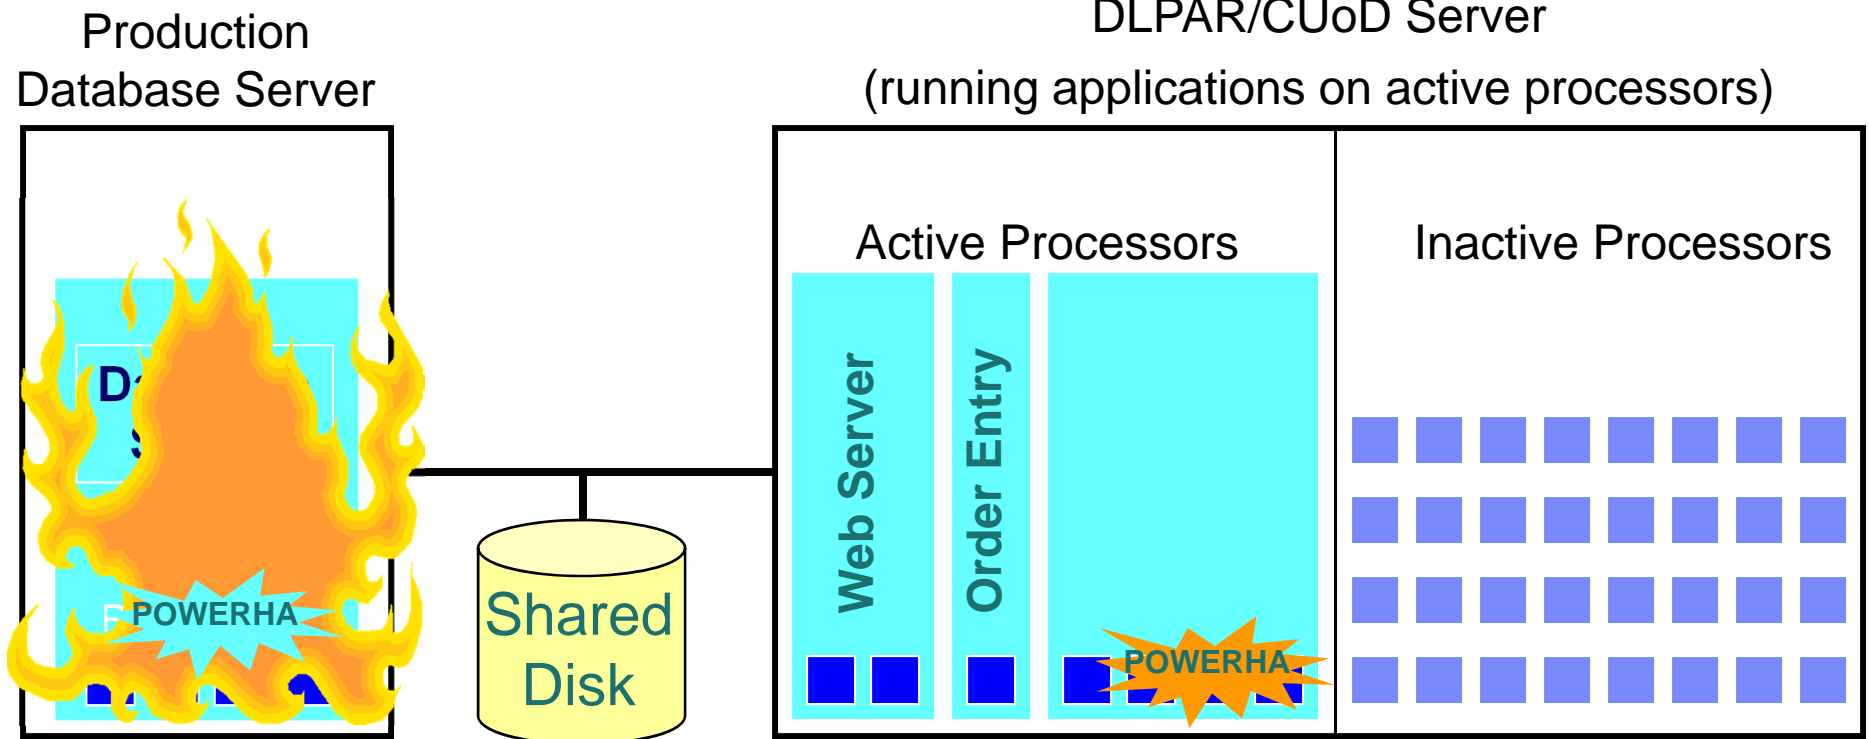 Production
Database Server
DLPAR/CUoD Server
(running applications on active processors)
Active Processors
Inactive Processors
Web Server
Order Entry
POWERHA
Shared
Disk
POWERHA